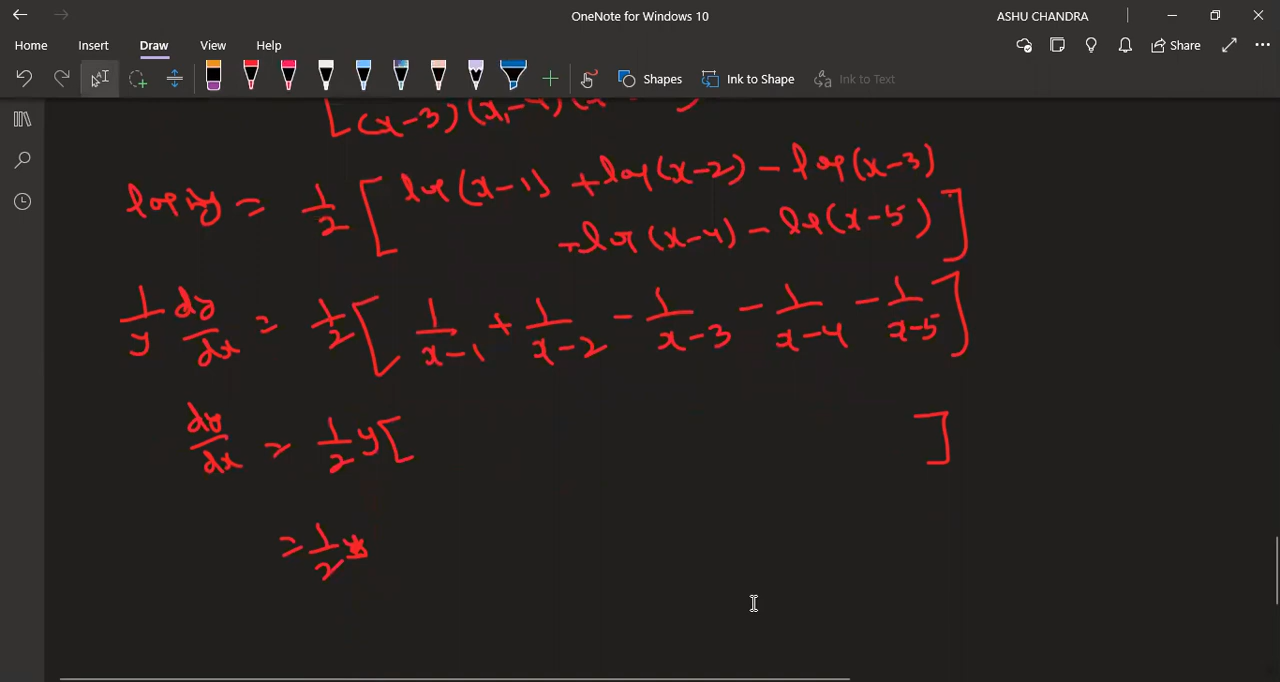 OneNote for Windows 10
ASHU CHANDRA
Home Insert Draw View Help
Share
Shapes Ink to Shape Ink to Text
[(x-3)(x-4)(x
log y = 1/2 [log(x-1) + log(x-2) - log(x-3)
- log(x-4) - log(x-5)]
1/y dy/dx = 1/2 [1/(x-1) + 1/(x-2) - 1/(x-3) - 1/(x-4) - 1/(x-5)]
dy/dx = 1/2 y [ ]
= 1/2